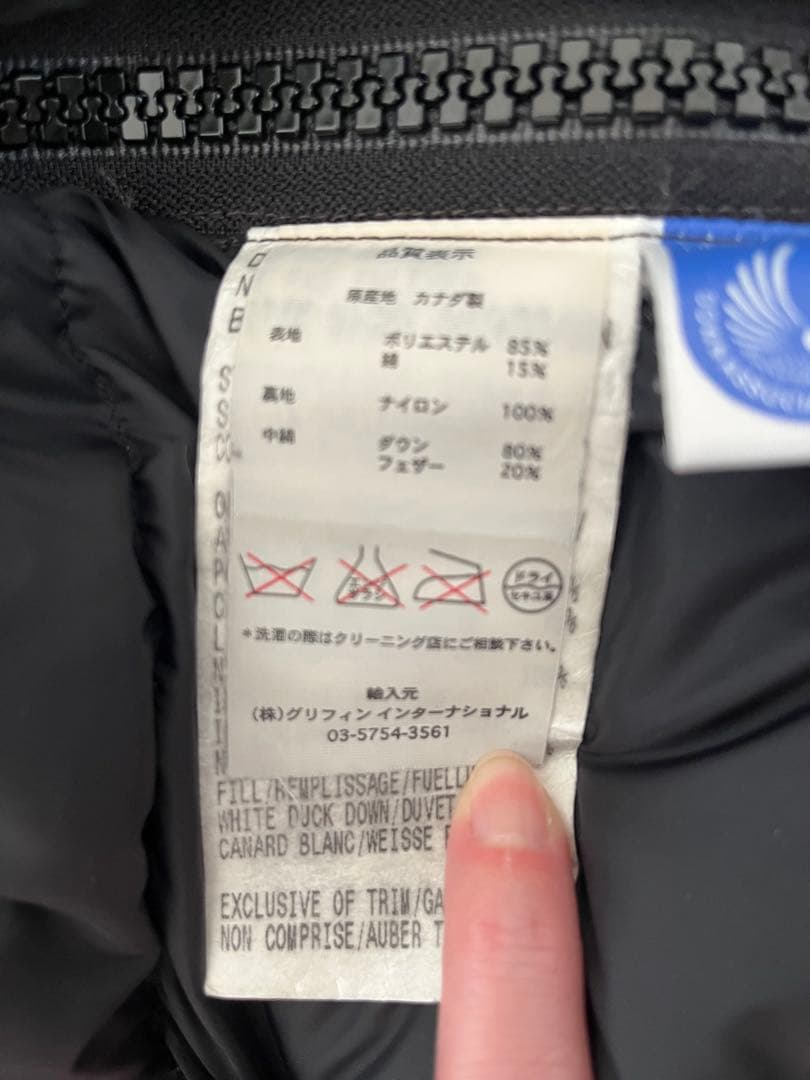 品質表示
原産地 カナダ製
表地 ポリエステル 85%
綿 15%
裏地 ナイロン 100%
中綿 ダウン 80%
フェザー 20%
ドライ
*洗濯の際はクリーニング店にご相談下さい。
輸入元
(株)グリフィン インターナショナル
03-5754-3561
FILL/REMPLISSAGE/FUELLU
WHITE DUCK DOWN/DUVET
CANARD BLANC/WEISSE
EXCLUSIVE OF TRIM/GA
NON COMPRISE/AUBER T